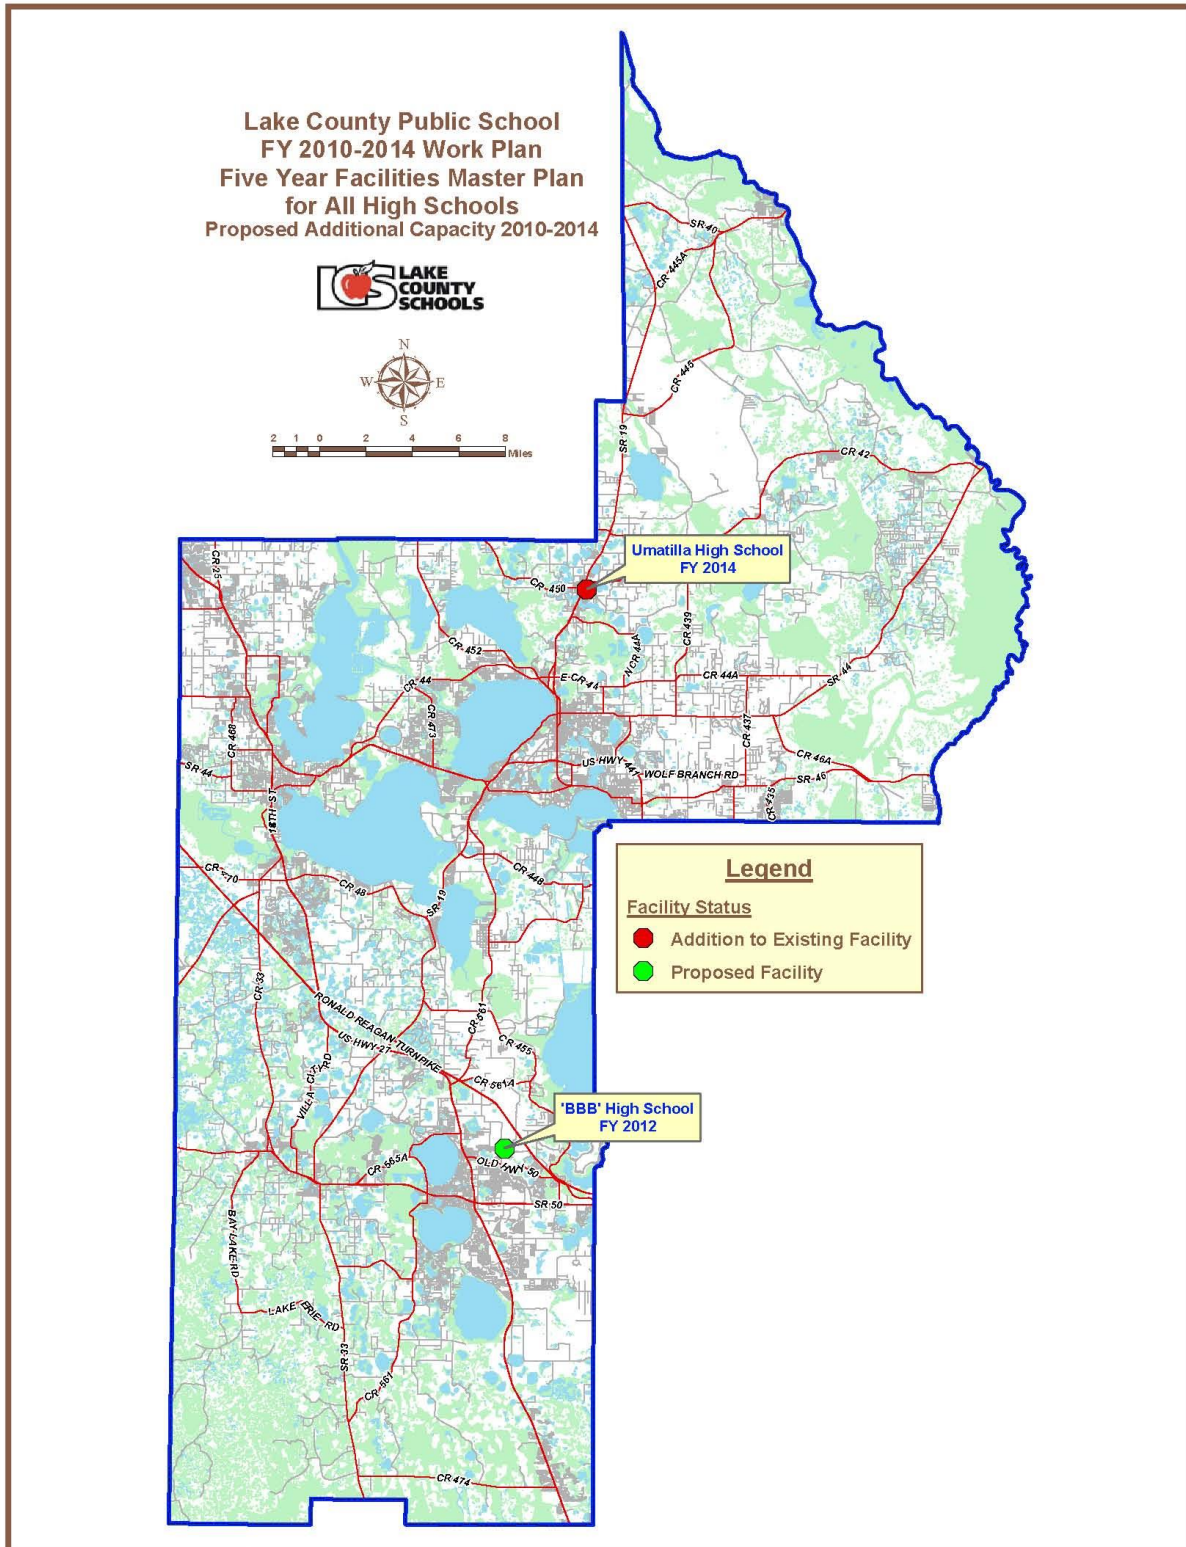 Lake County Public School
FY 2010-2014 Work Plan
Five Year Facilities Master Plan
for All High Schools
Proposed Additional Capacity 2010-2014
LCS LAKE
COUNTY
SCHOOLS
N
W E
S
2 1 0 2 4 6 8
Miles
SR 40
CR 445A
CR 445
SR 19
CR 42
Umatilla High School
FY 2014
CR 25
CR 450
CR 439
N CR 44A
CR 452
E CR 44
CR 44A
SR 44
CR 44
CR 473
CR 468
CR 437
CR 46A
SR 44
US HWY 441
WOLF BRANCH RD
SR 46
CR 435
CR 448
CR 48
SR 19
CR 33
RONALD REAGAN TURNPIKE
US HWY 27
CR 561
CR 455
CR 561A
'BBB' High School
FY 2012
CR 565A
OLD HWY 50
SR 50
BAY LAKE RD
LAKE ERIE RD
SR 33
CR 561
CR 474
Legend
Facility Status
Addition to Existing Facility
Proposed Facility